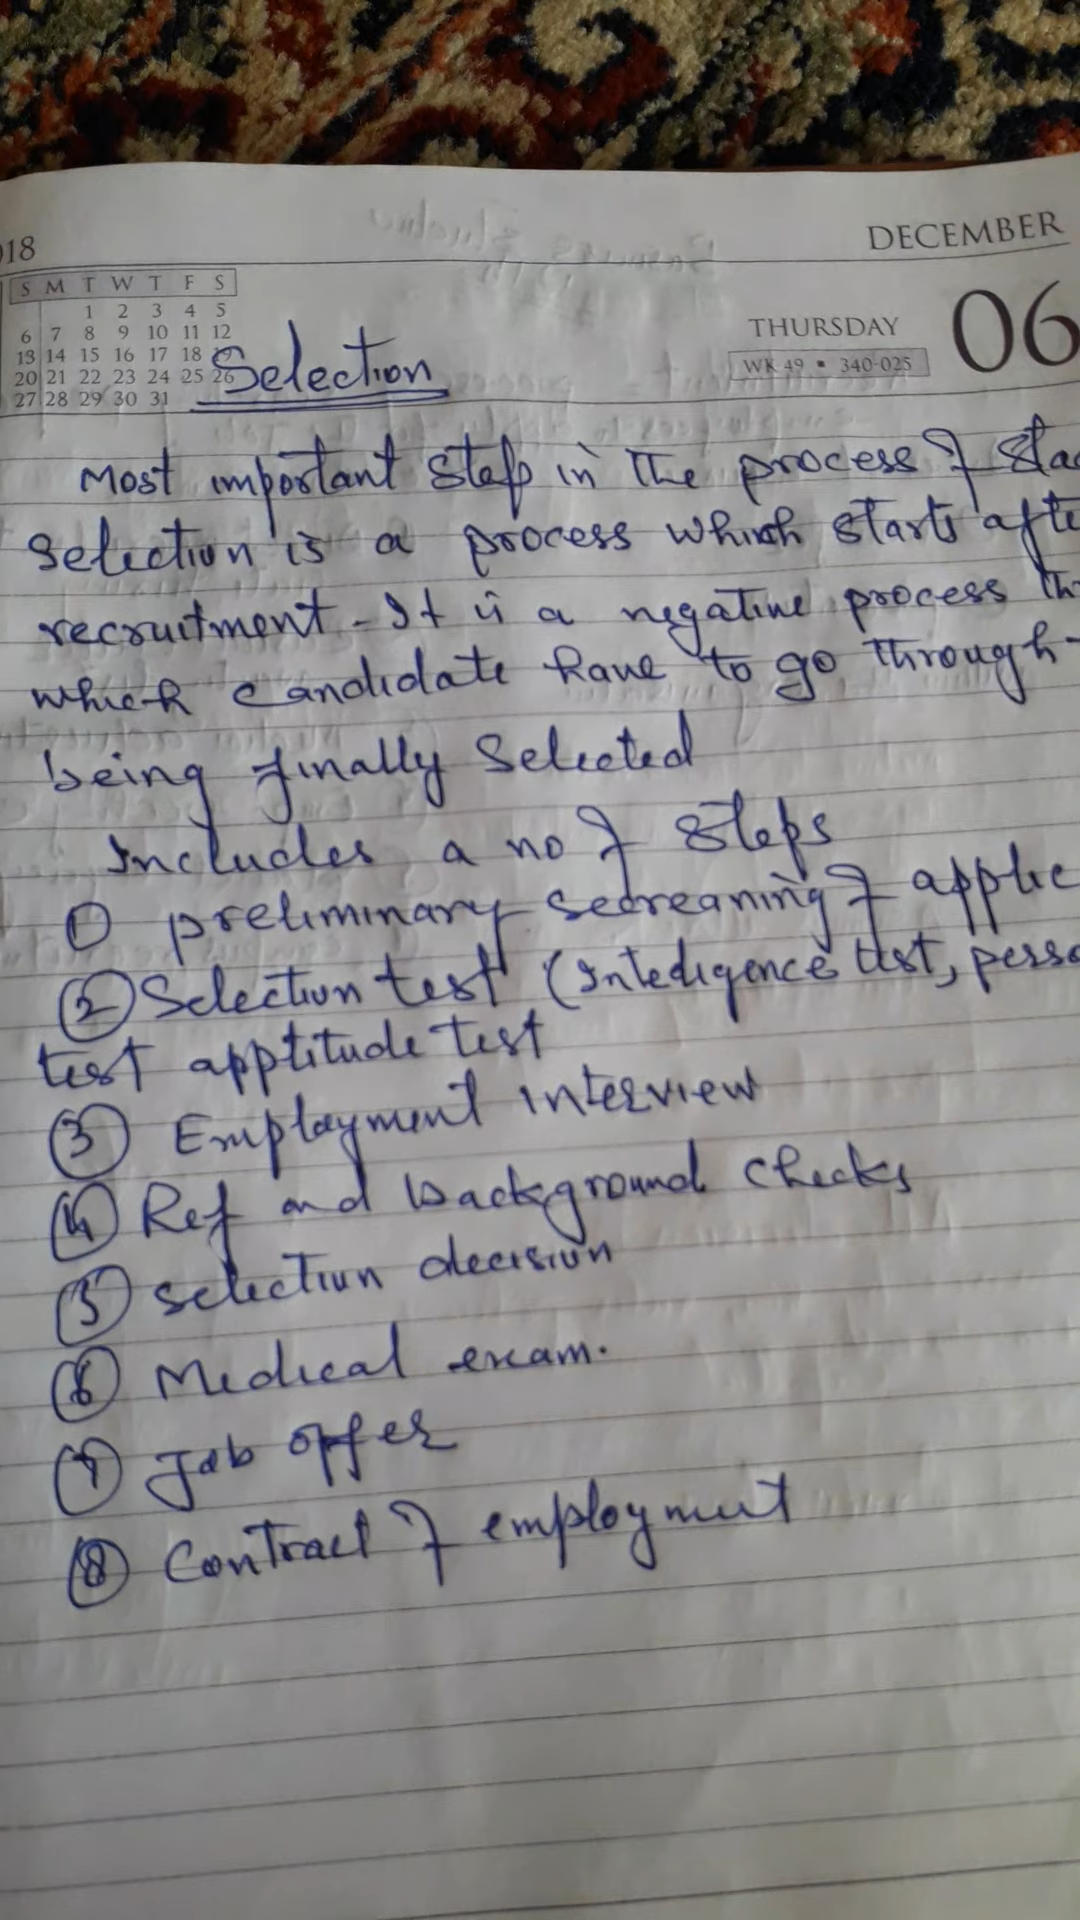 018
DECEMBER
S M T W T F S
1 2 3 4 5
6 7 8 9 10 11 12
13 14 15 16 17 18 19
20 21 22 23 24 25 26
27 28 29 30 31
THURSDAY
06
WK 49 • 340-025
Selection
Most important step in the process of sta
selection is a process which starts afte
recruitment - It is a negative process th
which candidate have to go through
being finally selected
Includes a no of steps
① preliminary secreaning of applic
② Selection test (Intelligence test, perso
test apptitude test
③ Employment interview
④ Ref and background checks
⑤ selection decision
⑥ Medical exam.
⑦ Job offer
⑧ Contract of employment